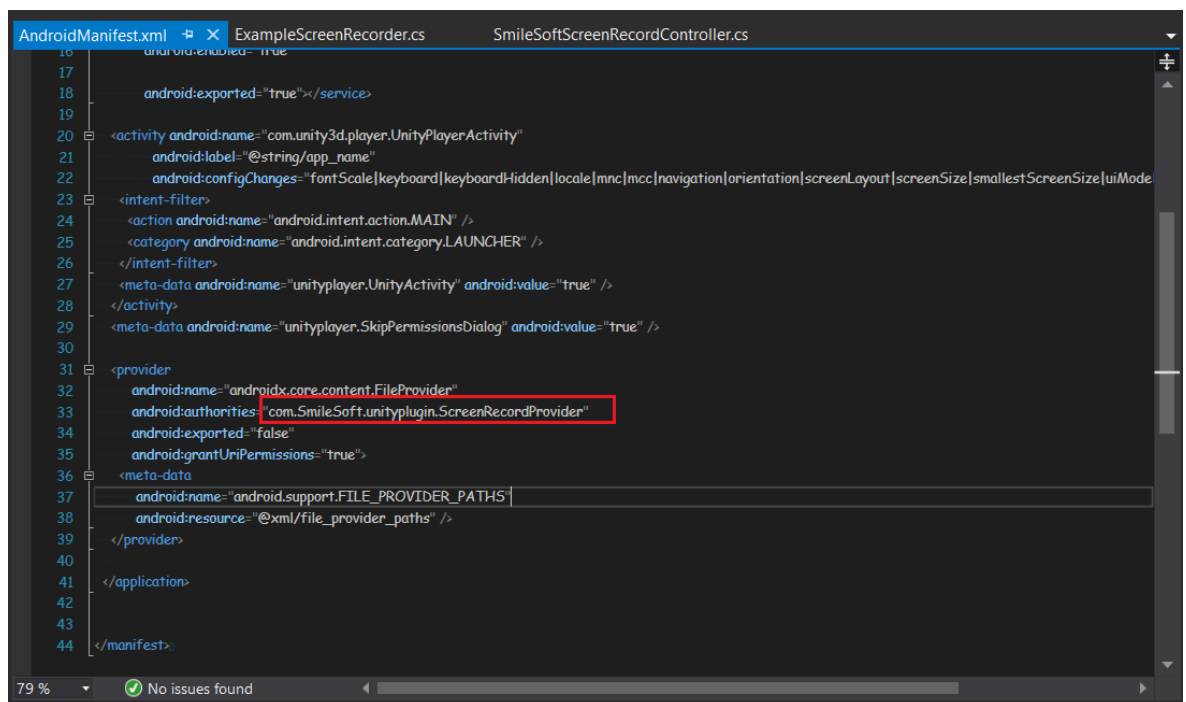 AndroidManifest.xml ExampleScreenRecorder.cs SmileSoftScreenRecordController.cs
16 android:enabled="true"
17
18 android:exported="true"></service>
19
20 <activity android:name="com.unity3d.player.UnityPlayerActivity"
21 android:label="@string/app_name"
22 android:configChanges="fontScale|keyboard|keyboardHidden|locale|mnc|mcc|navigation|orientation|screenLayout|screenSize|smallestScreenSize|uiMode
23 <intent-filter>
24 <action android:name="android.intent.action.MAIN" />
25 <category android:name="android.intent.category.LAUNCHER" />
26 </intent-filter>
27 <meta-data android:name="unityplayer.UnityActivity" android:value="true" />
28 </activity>
29 <meta-data android:name="unityplayer.SkipPermissionsDialog" android:value="true" />
30
31 <provider
32 android:name="androidx.core.content.FileProvider"
33 android:authorities="com.SmileSoft.unityplugin.ScreenRecordProvider"
34 android:exported="false"
35 android:grantUriPermissions="true">
36 <meta-data
37 android:name="android.support.FILE_PROVIDER_PATHS"
38 android:resource="@xml/file_provider_paths" />
39 </provider>
40
41 </application>
42
43
44 </manifest>
79 % No issues found